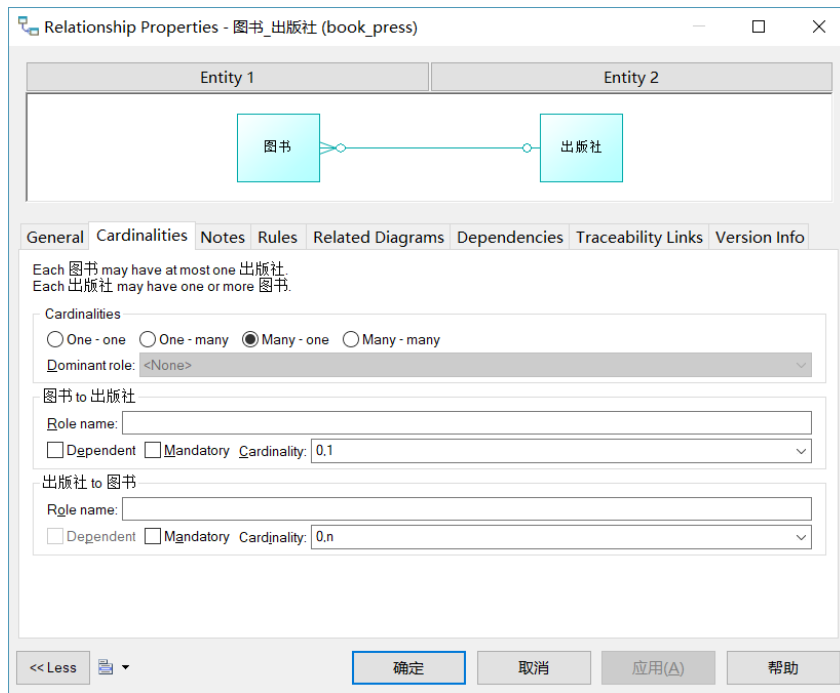 Relationship Properties - 图书_出版社 (book_press)
Entity 1 Entity 2
图书 出版社
General Cardinalities Notes Rules Related Diagrams Dependencies Traceability Links Version Info
Each 图书 may have at most one 出版社.
Each 出版社 may have one or more 图书.
Cardinalities
One - one One - many Many - one Many - many
Dominant role: <None>
图书 to 出版社
Role name:
Dependent Mandatory Cardinality: 0,1
出版社 to 图书
Role name:
Dependent Mandatory Cardinality: 0,n
<< Less 确定 取消 应用(A) 帮助